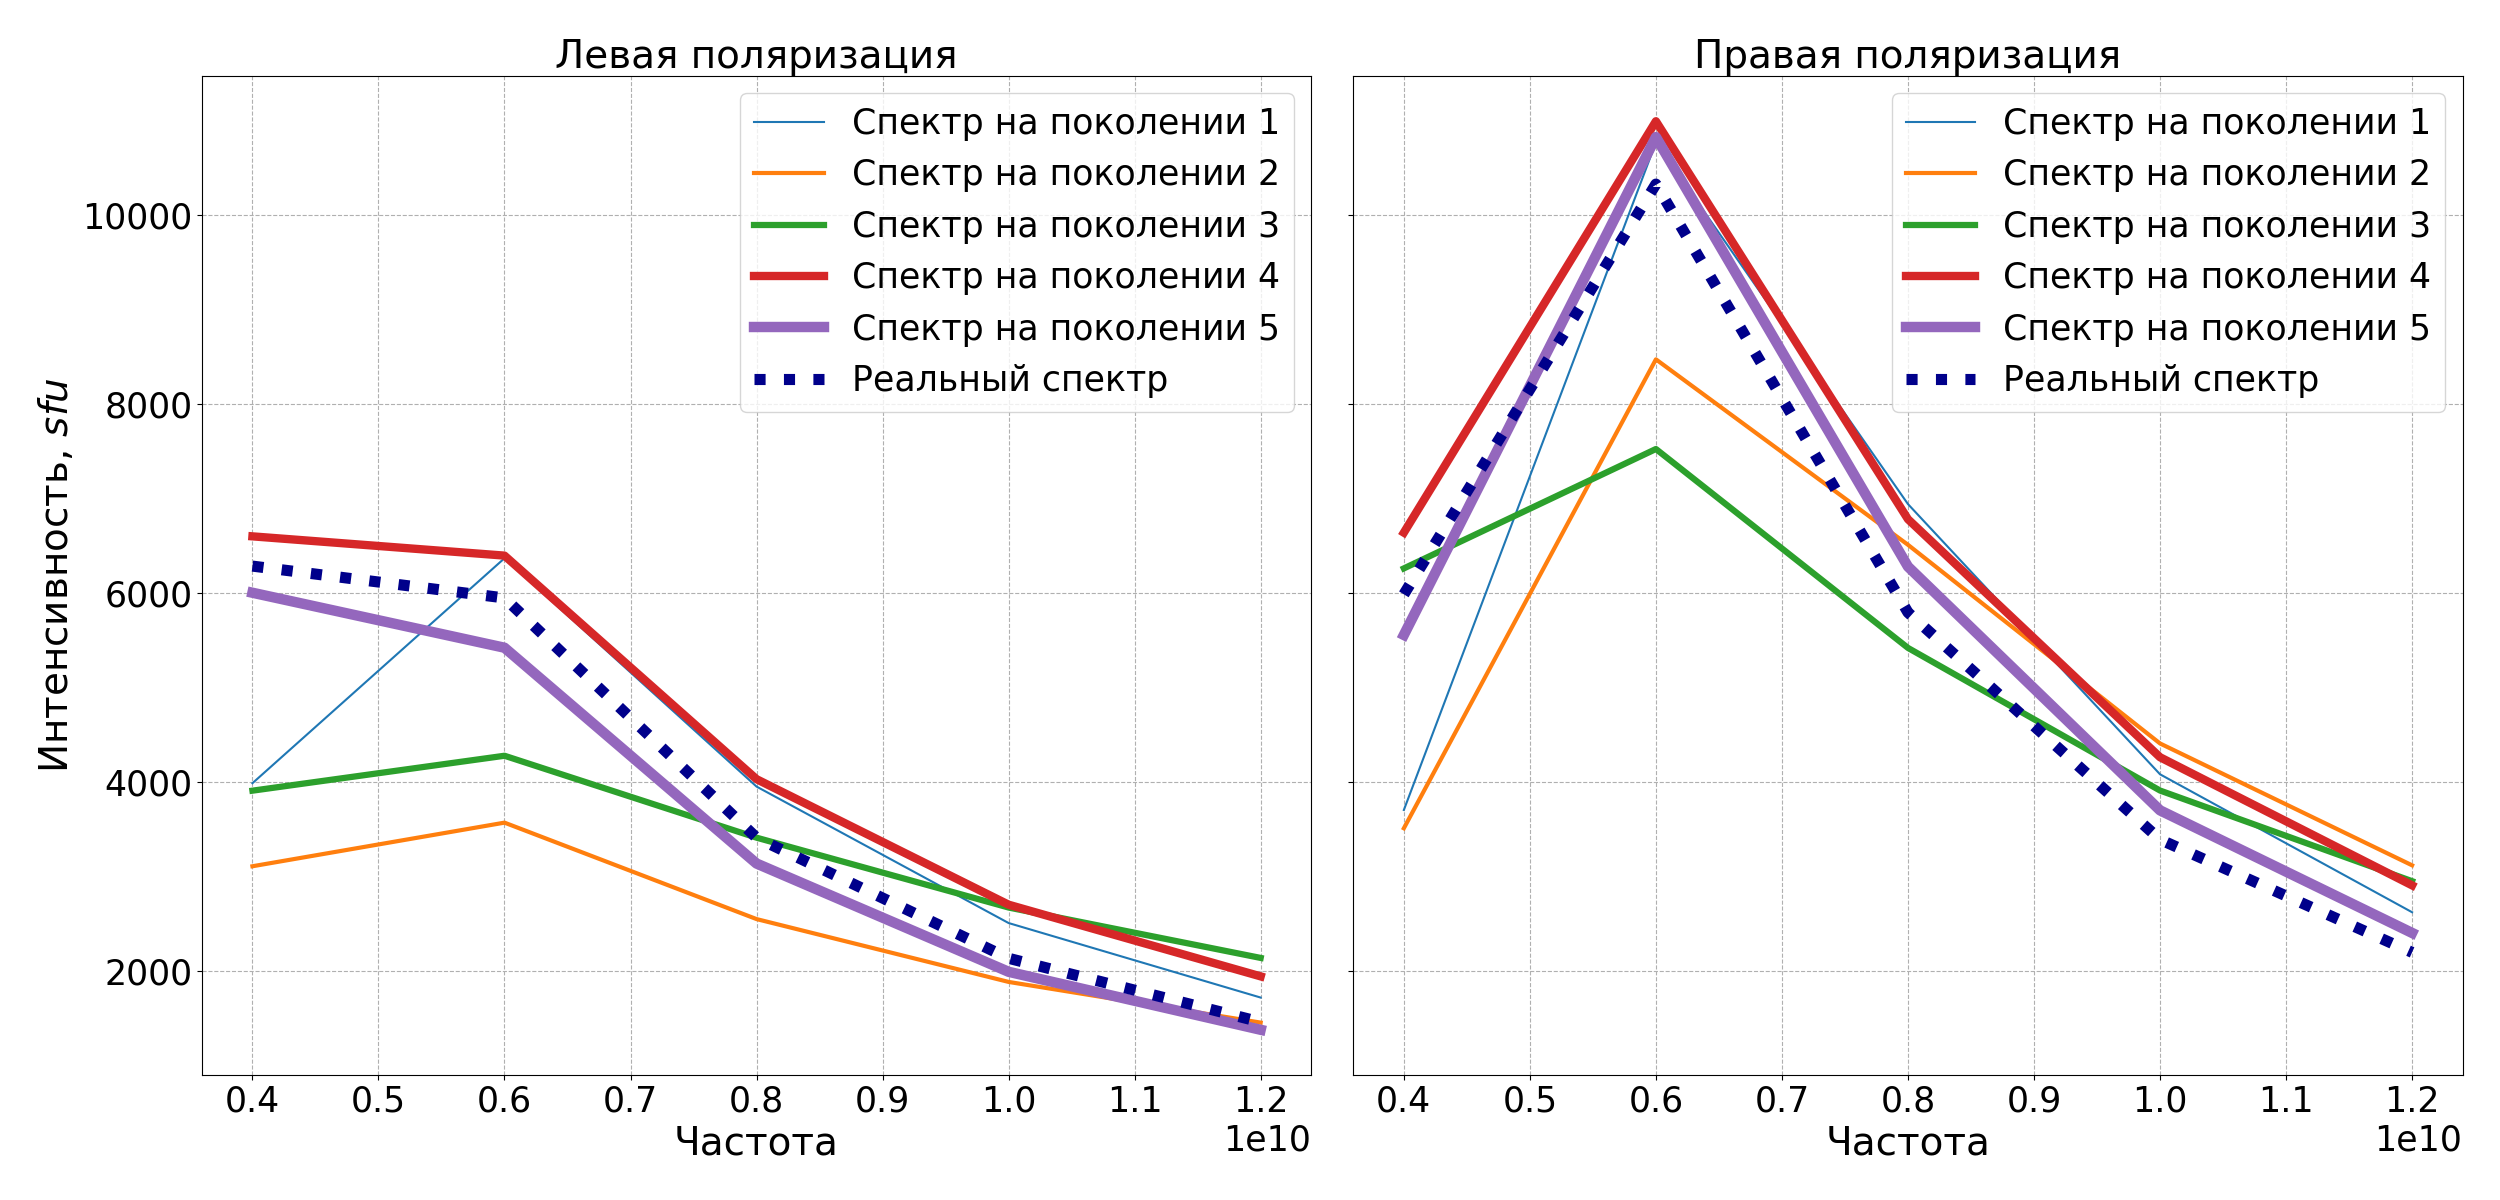 Левая поляризация
Интенсивность, sfu
10000
8000
6000
4000
2000
Спектр на поколении 1
Спектр на поколении 2
Спектр на поколении 3
Спектр на поколении 4
Спектр на поколении 5
Реальный спектр
0.4 0.5 0.6 0.7 0.8 0.9 1.0 1.1 1.2
1e10
Частота
Правая поляризация
Спектр на поколении 1
Спектр на поколении 2
Спектр на поколении 3
Спектр на поколении 4
Спектр на поколении 5
Реальный спектр
0.4 0.5 0.6 0.7 0.8 0.9 1.0 1.1 1.2
1e10
Частота